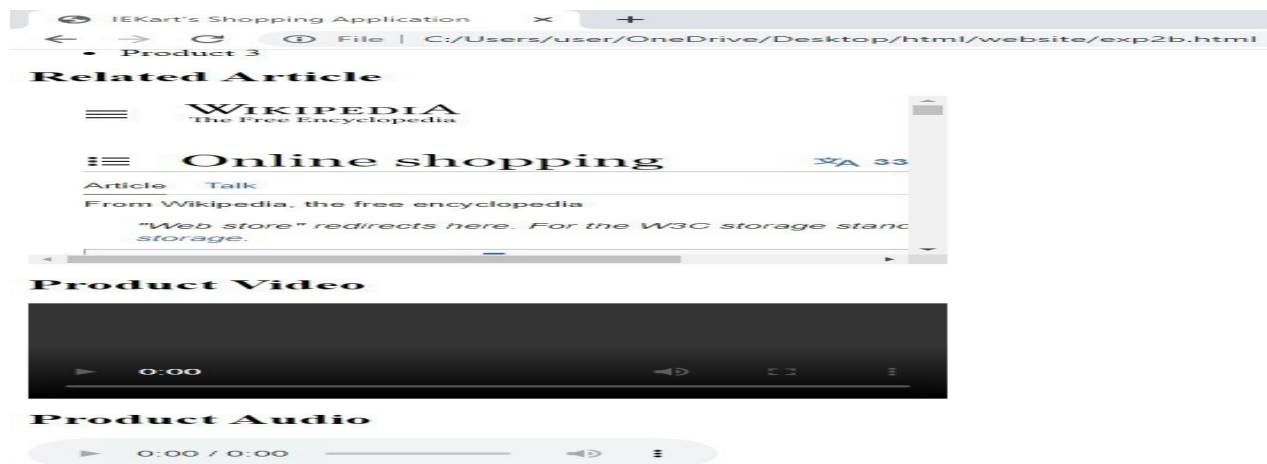 IEKart's Shopping Application
File | C:/Users/user/OneDrive/Desktop/html/website/exp2b.html
• Product 3
Related Article
WIKIPEDIA
The Free Encyclopedia
Online shopping 33
Article Talk
From Wikipedia, the free encyclopedia
"Web store" redirects here. For the W3C storage stanc
storage.
Product Video
0:00
Product Audio
0:00 / 0:00